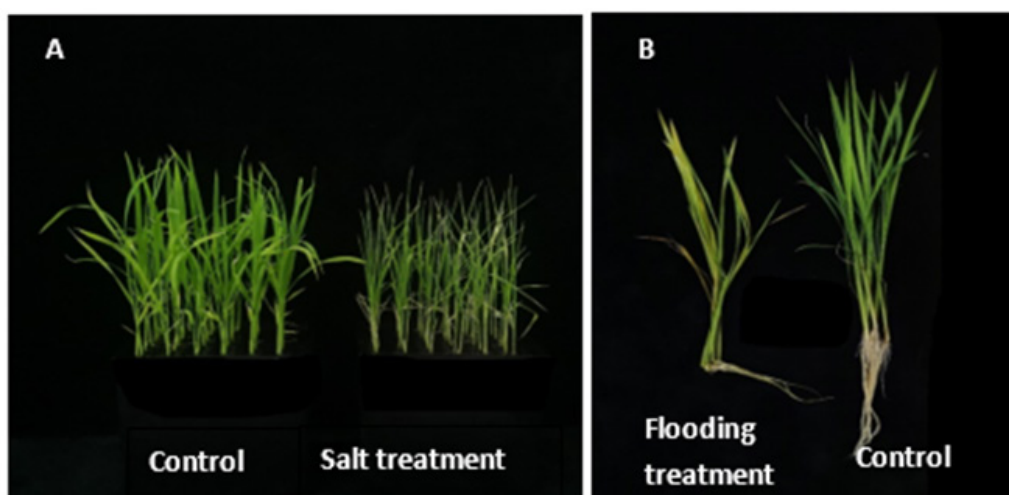 A
Control
Salt treatment
B
Flooding
treatment
Control